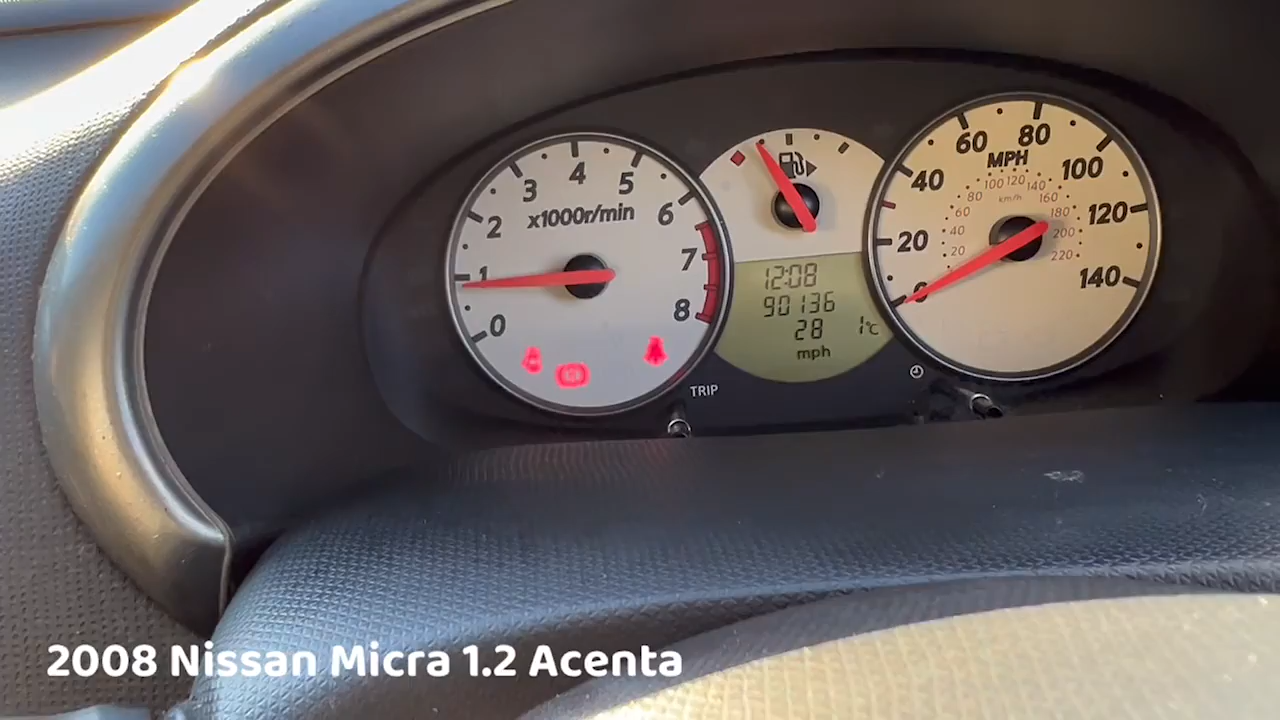 0 1 2 3 4 5 6 7 8
x1000r/min
12:08
90136
28
mph
1°C
0 20 40 60 80 100 120 140
MPH
20 40 60 80 100 120 140 160 180 200 220
km/h
TRIP
2008 Nissan Micra 1.2 Acenta